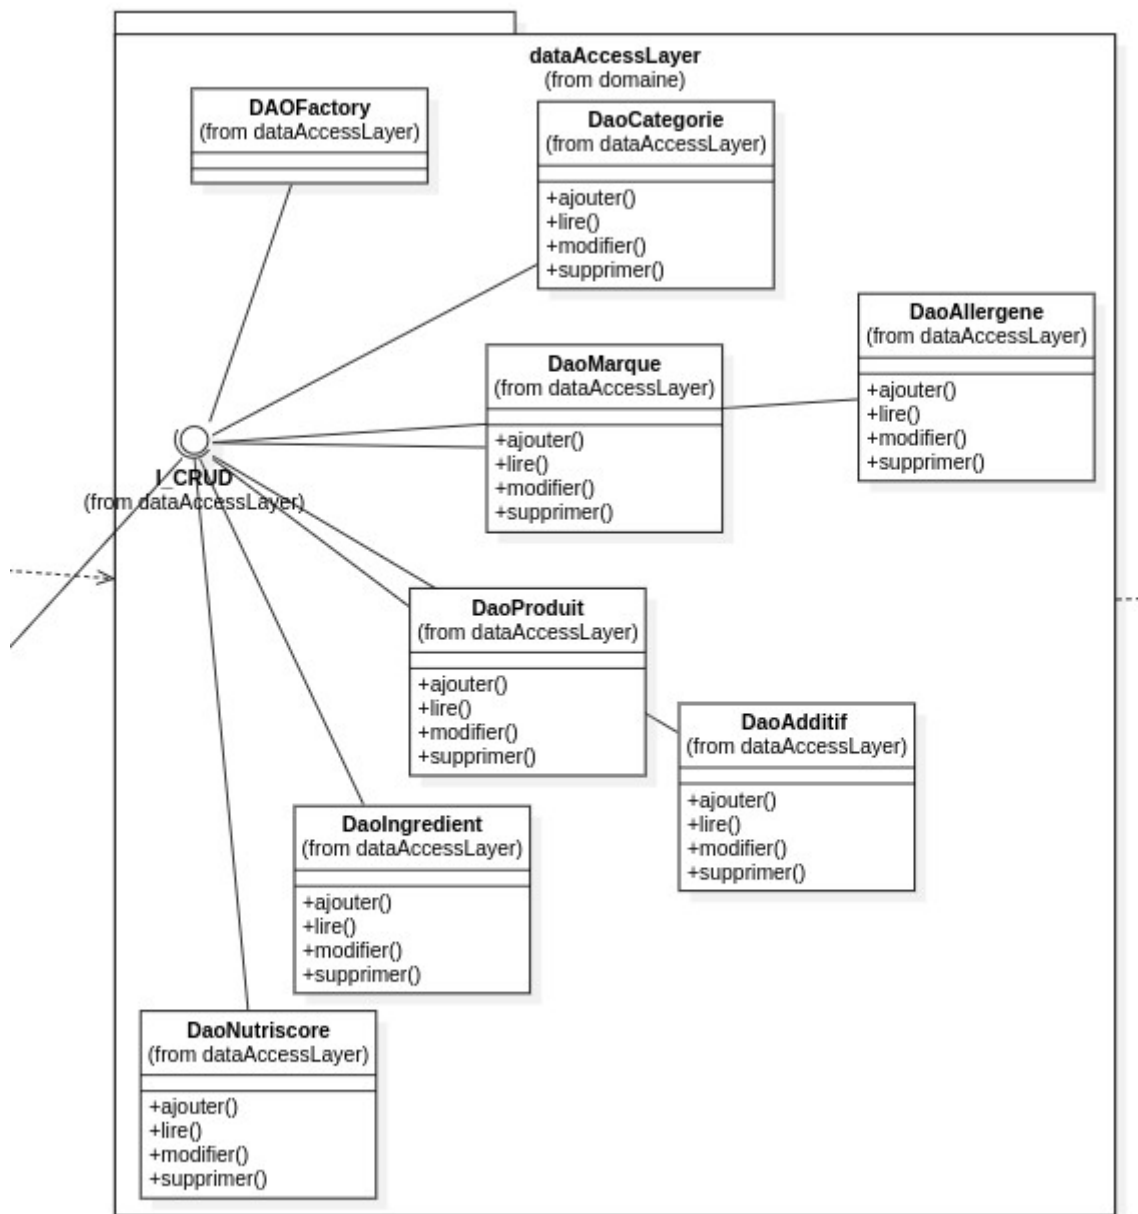 dataAccessLayer
(from domaine)
DAOFactory
(from dataAccessLayer)
DaoCategorie
(from dataAccessLayer)
+ajouter()
+lire()
+modifier()
+supprimer()
DaoAllergene
(from dataAccessLayer)
+ajouter()
+lire()
+modifier()
+supprimer()
DaoMarque
(from dataAccessLayer)
+ajouter()
+lire()
+modifier()
+supprimer()
I_CRUD
(from dataAccessLayer)
DaoProduit
(from dataAccessLayer)
+ajouter()
+lire()
+modifier()
+supprimer()
DaoAdditif
(from dataAccessLayer)
+ajouter()
+lire()
+modifier()
+supprimer()
DaoIngredient
(from dataAccessLayer)
+ajouter()
+lire()
+modifier()
+supprimer()
DaoNutriscore
(from dataAccessLayer)
+ajouter()
+lire()
+modifier()
+supprimer()